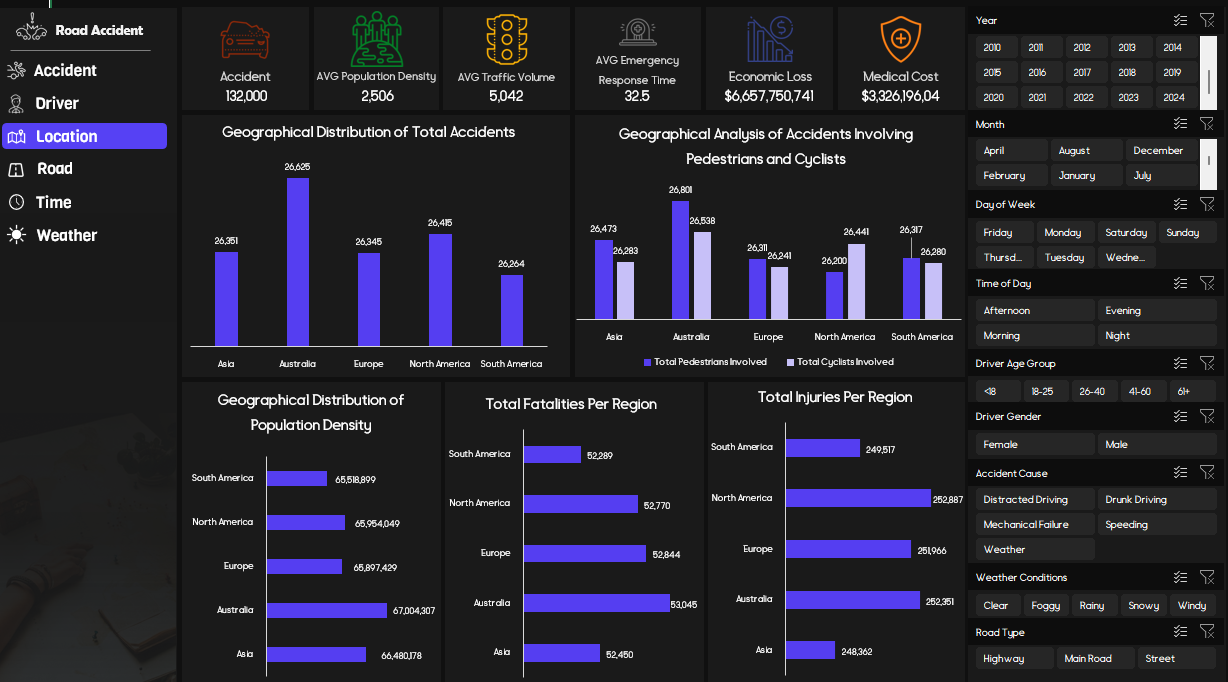 Road Accident
Accident
Driver
Location
Road
Time
Weather
Accident
132,000
AVG Population Density
2,506
AVG Traffic Volume
5,042
AVG Emergency
Response Time
32.5
Economic Loss
$6,657,750,741
Medical Cost
$3,326,196,04
Geographical Distribution of Total Accidents
26,351
26,625
26,345
26,415
26,264
Asia
Australia
Europe
North America
South America
Geographical Analysis of Accidents Involving
Pedestrians and Cyclists
26,473
26,283
26,801
26,538
26,311
26,241
26,200
26,441
26,317
26,280
Asia
Australia
Europe
North America
South America
Total Pedestrians Involved
Total Cyclists Involved
Geographical Distribution of
Population Density
South America 65,518,899
North America 65,954,049
Europe 65,897,429
Australia 67,004,307
Asia 66,480,178
Total Fatalities Per Region
South America 52,289
North America 52,770
Europe 52,844
Australia 53,045
Asia 52,450
Total Injuries Per Region
South America 249,517
North America 252,887
Europe 251,966
Australia 252,351
Asia 248,362
Year
2010 2011 2012 2013 2014
2015 2016 2017 2018 2019
2020 2021 2022 2023 2024
Month
April August December
February January July
Day of Week
Friday Monday Saturday Sunday
Thursd... Tuesday Wedne...
Time of Day
Afternoon Evening
Morning Night
Driver Age Group
<18 18-25 26-40 41-60 61+
Driver Gender
Female Male
Accident Cause
Distracted Driving Drunk Driving
Mechanical Failure Speeding
Weather
Weather Conditions
Clear Foggy Rainy Snowy Windy
Road Type
Highway Main Road Street